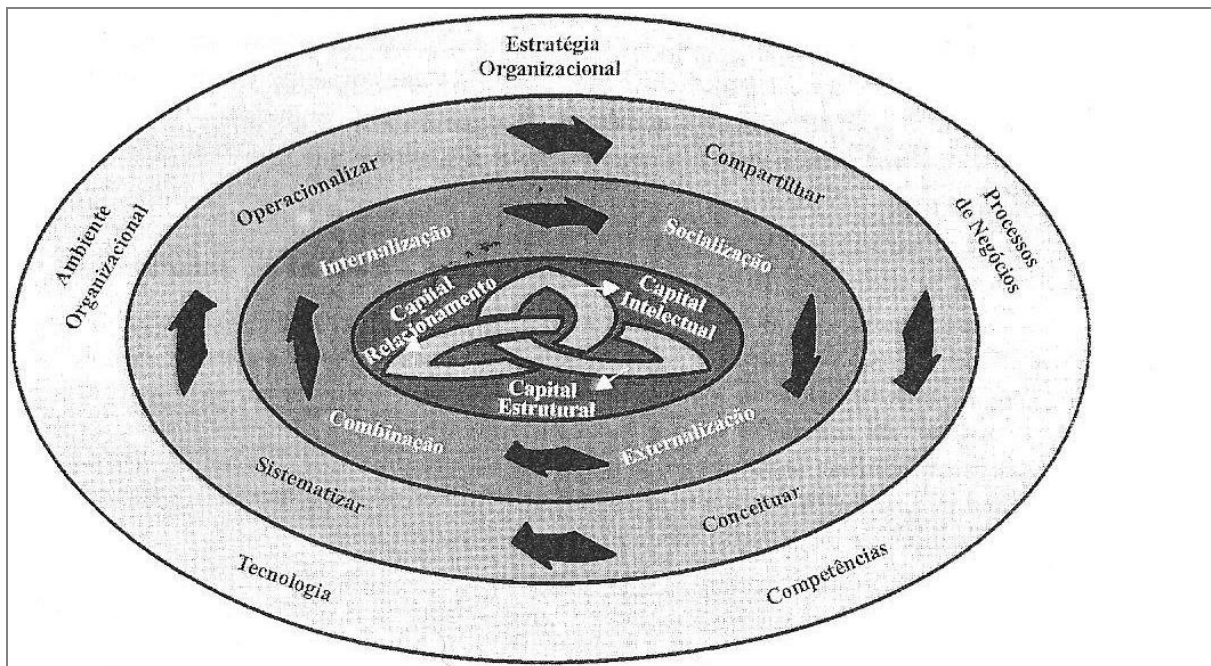 Estratégia
Organizacional
Operacionalizar
Compartilhar
Ambiente
Organizacional
Processos
de Negócios
Internalização
Socialização
Capital
Relacionamento
Capital
Intelectual
Capital
Estrutural
Combinação
Externalização
Sistematizar
Conceituar
Tecnologia
Competências